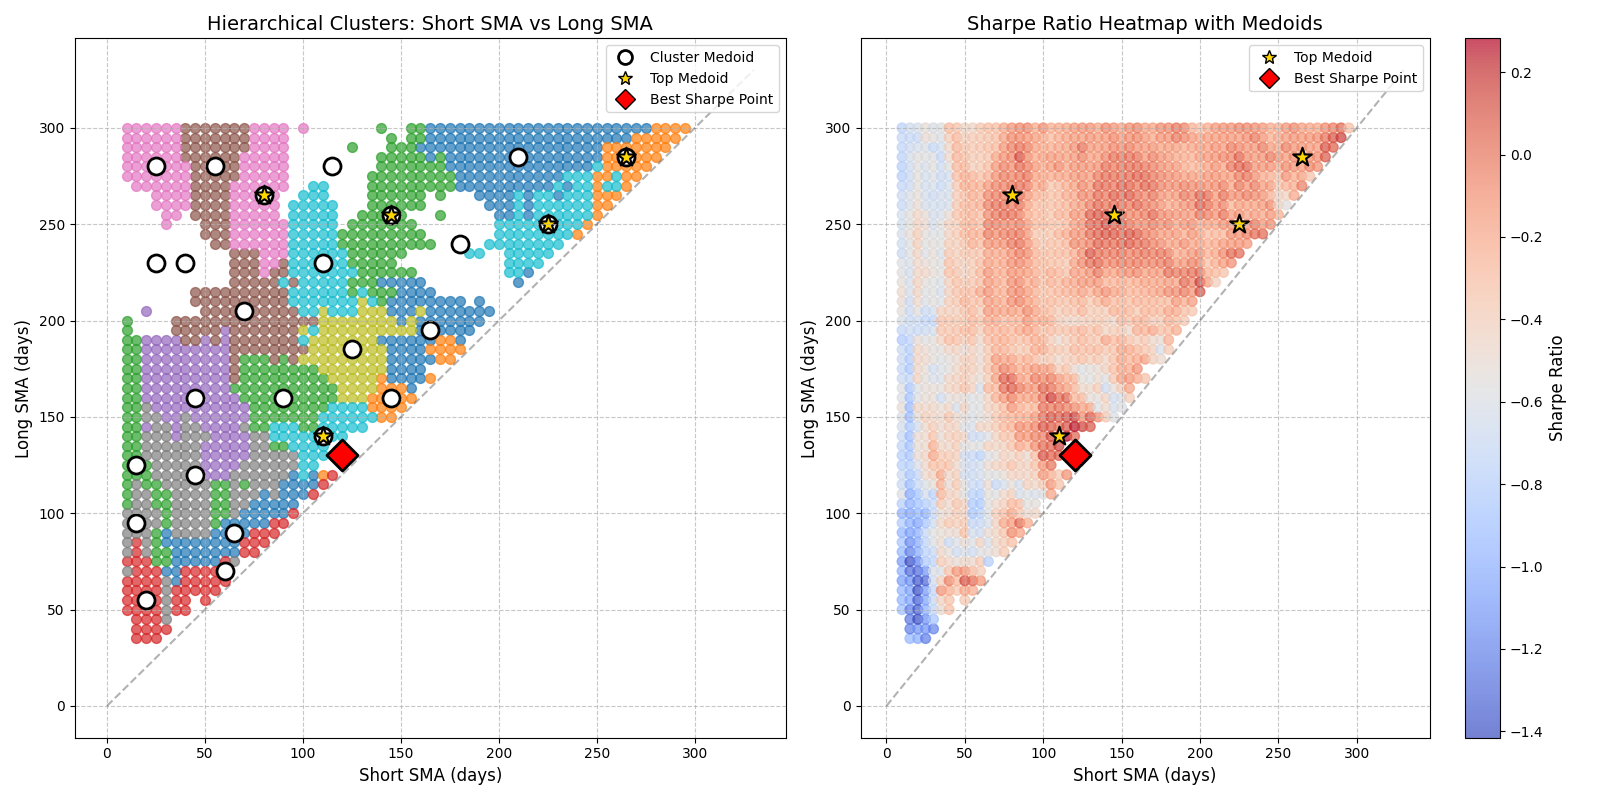 Hierarchical Clusters: Short SMA vs Long SMA
Cluster Medoid
Top Medoid
Best Sharpe Point
300
250
200
150
100
50
0
Long SMA (days)
0 50 100 150 200 250 300
Short SMA (days)
Sharpe Ratio Heatmap with Medoids
Top Medoid
Best Sharpe Point
300
250
200
150
100
50
0
Long SMA (days)
0 50 100 150 200 250 300
Short SMA (days)
0.2
0.0
−0.2
−0.4
−0.6
−0.8
−1.0
−1.2
−1.4
Sharpe Ratio